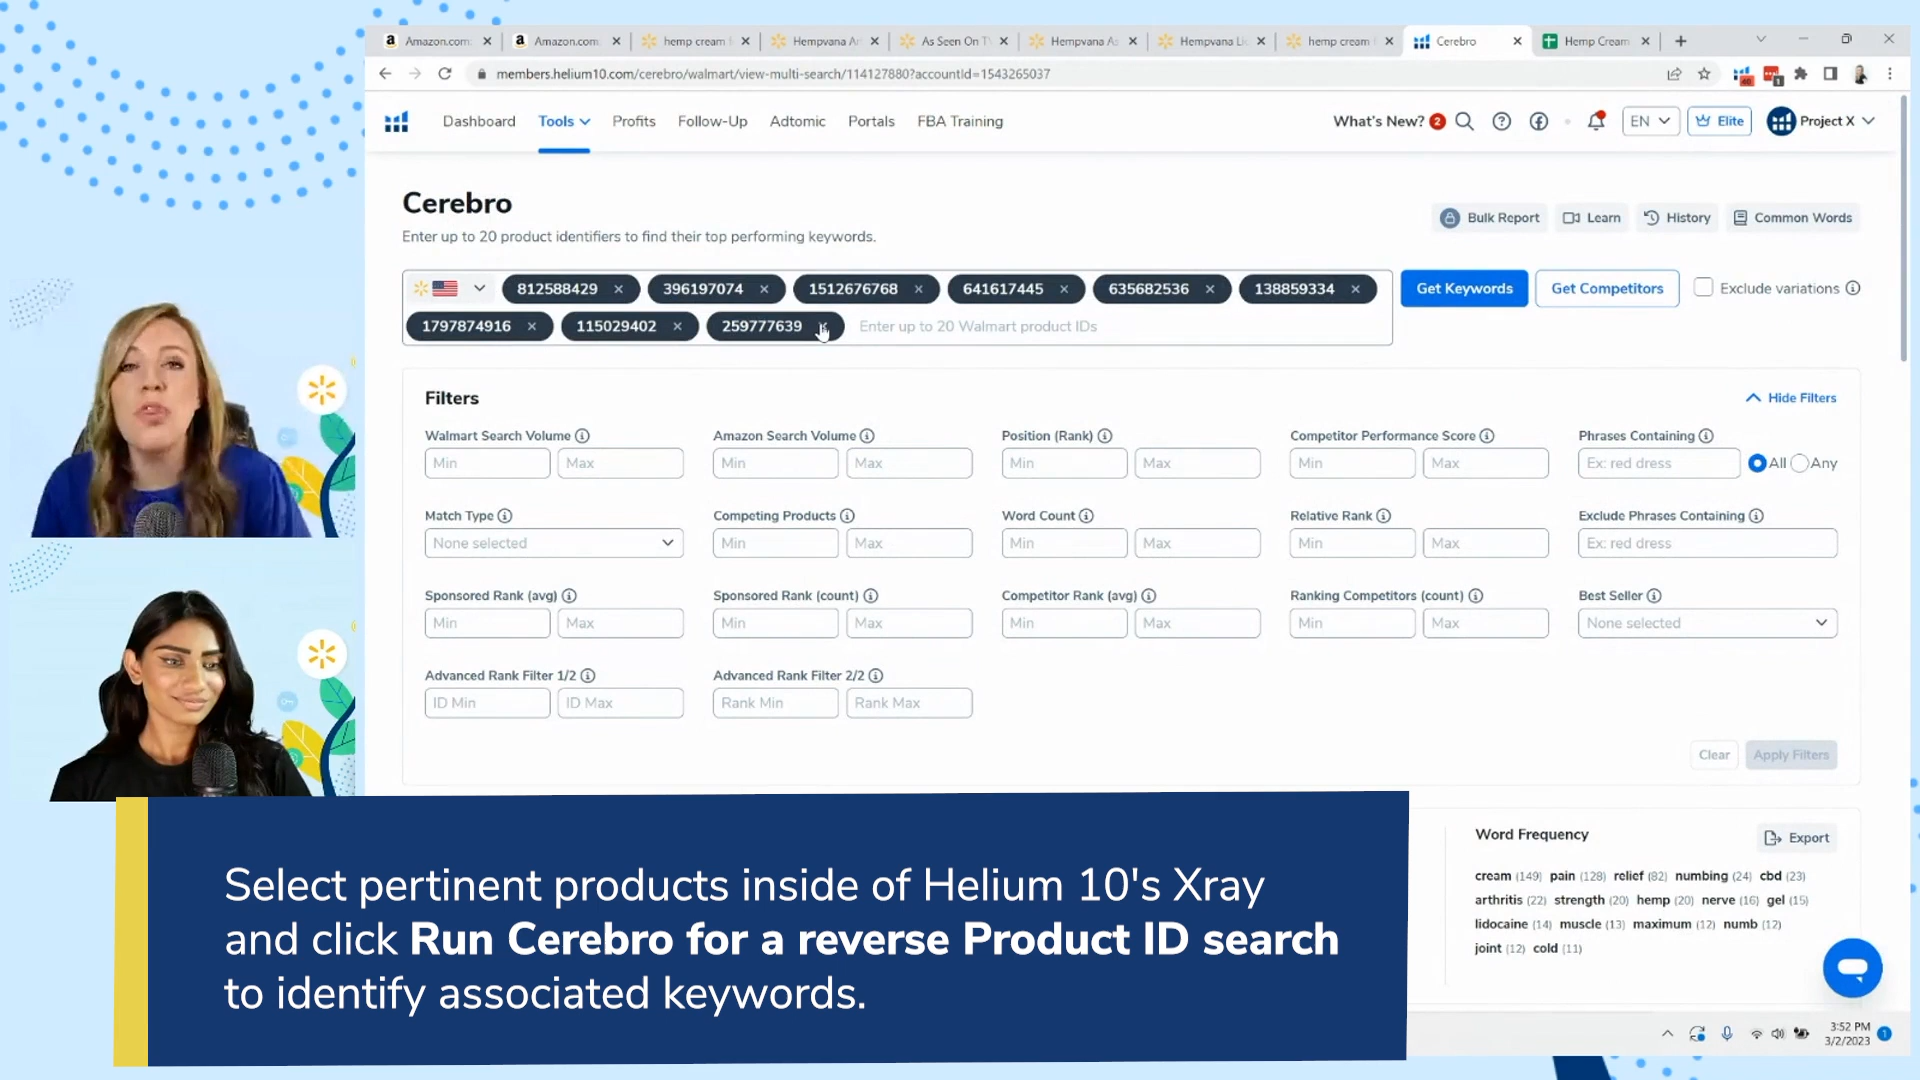 Amazon.com:
Amazon.com:
hemp cream
Hempvana Ar
As Seen On T
Hempvana As
Hempvana Li
hemp cream
Cerebro
Hemp Cream
members.helium10.com/cerebro/walmart/view-multi-search/114127880?accountId=1543265037
Dashboard Tools Profits Follow-Up Adtomic Portals FBA Training
What's New? 2 EN Elite Project X
Cerebro
Enter up to 20 product identifiers to find their top performing keywords.
Bulk Report Learn History Common Words
812588429 396197074 1512676768 641617445 635682536 138859334
Get Keywords Get Competitors Exclude variations
1797874916 115029402 259777639 Enter up to 20 Walmart product IDs
Filters
Hide Filters
Walmart Search Volume Amazon Search Volume Position (Rank) Competitor Performance Score Phrases Containing
Min Max Min Max Min Max Min Max Ex: red dress All Any
Match Type Competing Products Word Count Relative Rank Exclude Phrases Containing
None selected Min Max Min Max Min Max Ex: red dress
Sponsored Rank (avg) Sponsored Rank (count) Competitor Rank (avg) Ranking Competitors (count) Best Seller
Min Max Min Max Min Max Min Max None selected
Advanced Rank Filter 1/2 Advanced Rank Filter 2/2
ID Min ID Max Rank Min Rank Max
Clear Apply Filters
Word Frequency Export
cream (149) pain (128) relief (82) numbing (24) cbd (23)
arthritis (22) strength (20) hemp (20) nerve (16) gel (15)
lidocaine (14) muscle (13) maximum (12) numb (12)
joint (12) cold (11)
Select pertinent products inside of Helium 10's Xray
and click Run Cerebro for a reverse Product ID search
to identify associated keywords.
3:52 PM
3/2/2023
1